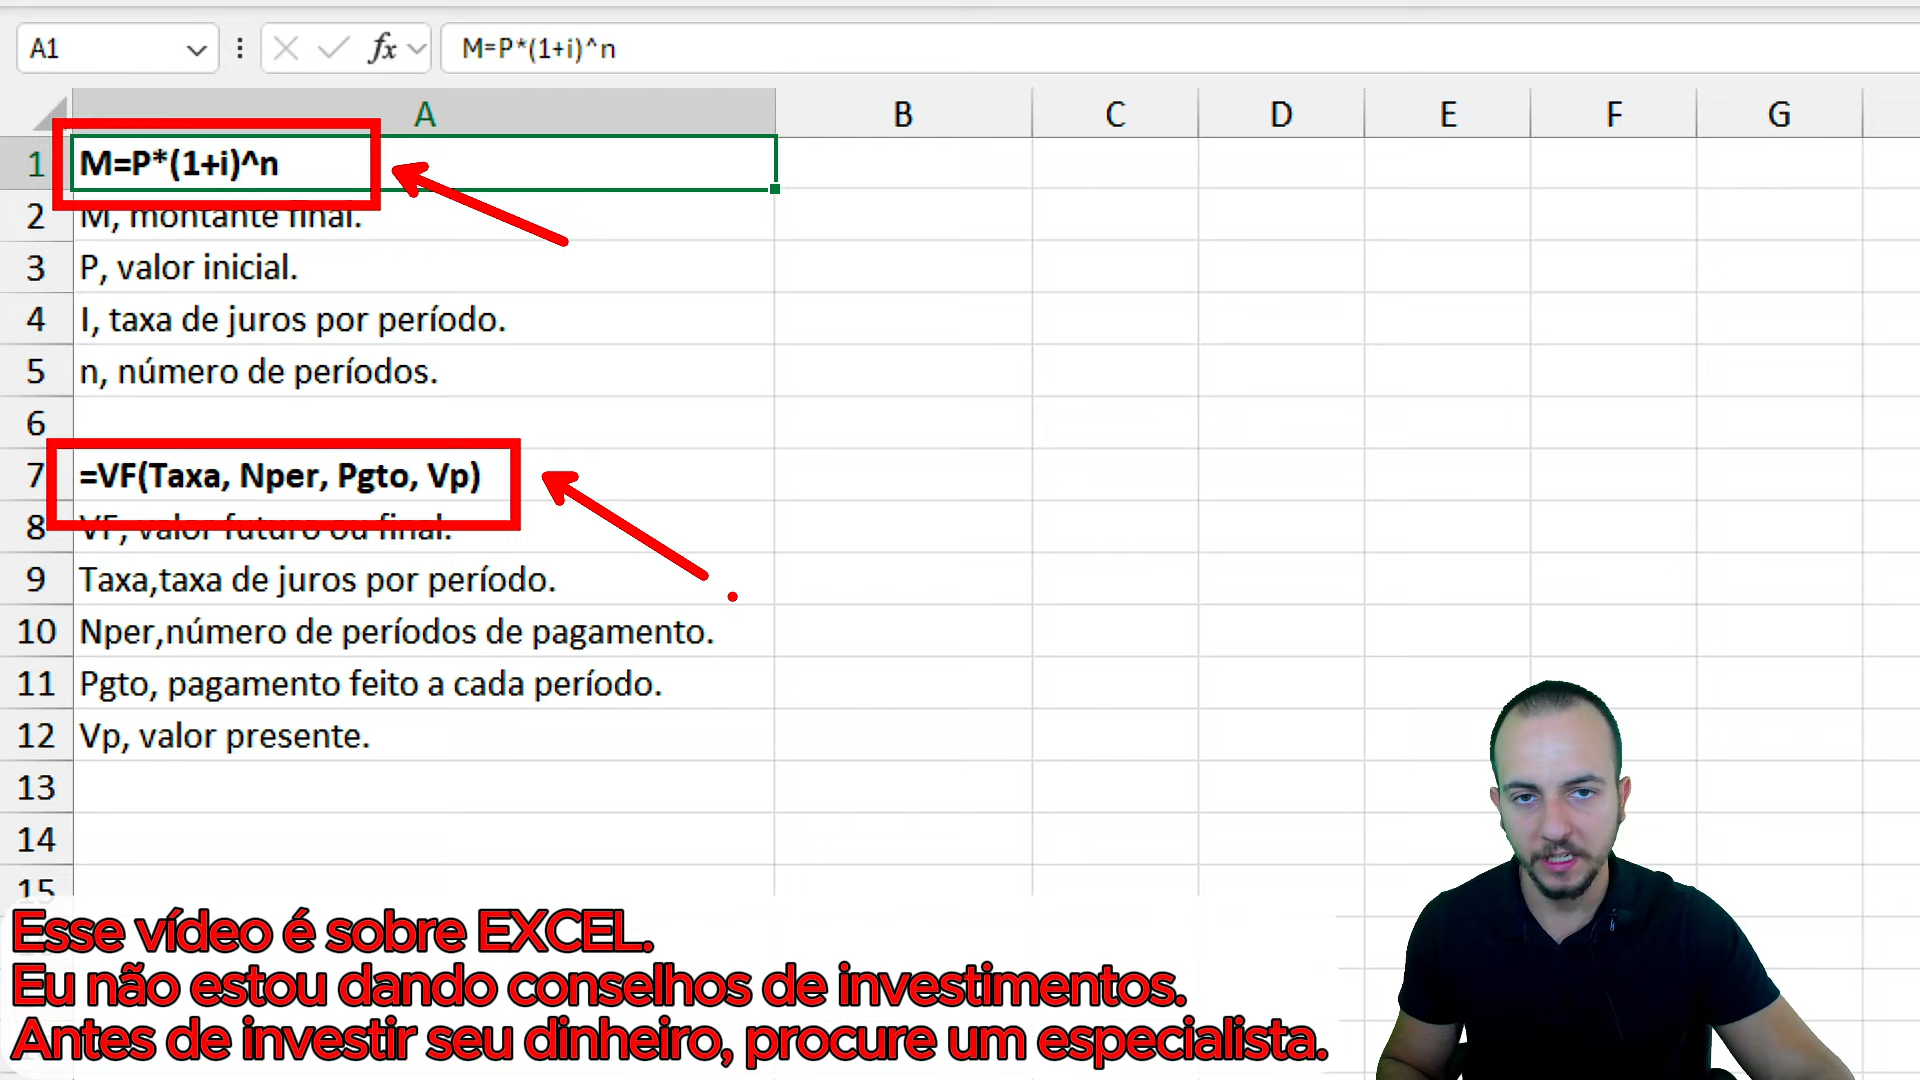 A1
fx
M=P*(1+i)^n
A B C D E F G
1 M=P*(1+i)^n
2 M, montante final.
3 P, valor inicial.
4 I, taxa de juros por período.
5 n, número de períodos.
6
7 =VF(Taxa, Nper, Pgto, Vp)
8 VF, valor futuro ou final.
9 Taxa,taxa de juros por período.
10 Nper,número de períodos de pagamento.
11 Pgto, pagamento feito a cada período.
12 Vp, valor presente.
13
14
15
Esse vídeo é sobre EXCEL.
Eu não estou dando conselhos de investimentos.
Antes de investir seu dinheiro, procure um especialista.